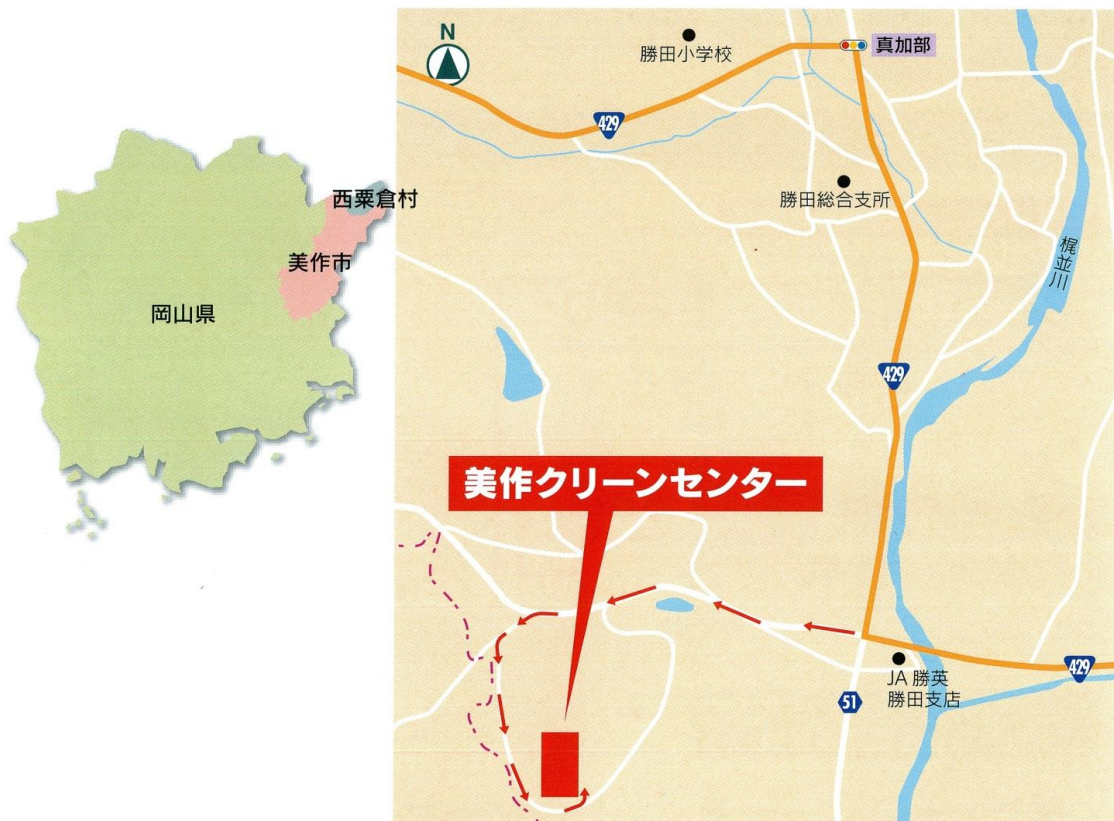 西粟倉村
美作市
岡山県
N
勝田小学校
真加部
429
勝田総合支所
梶並川
429
美作クリーンセンター
JA 勝英
勝田支店
429
51